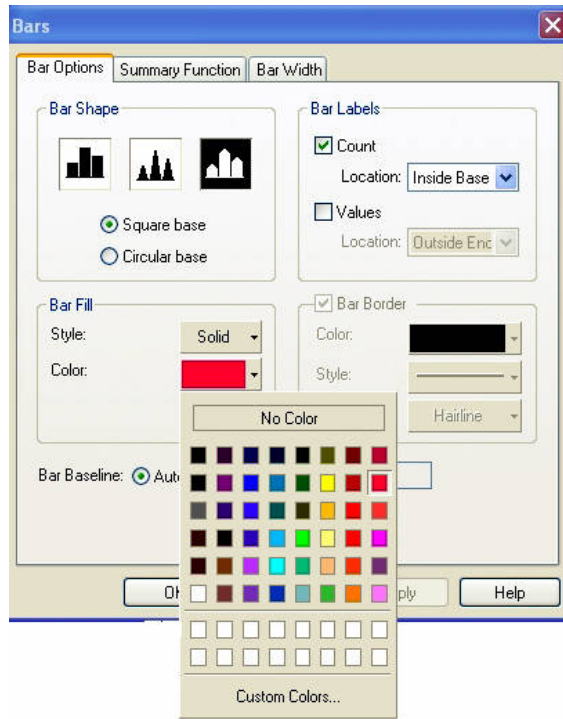 Bars
Bar Options Summary Function Bar Width
Bar Shape
Square base
Circular base
Bar Labels
Count
Location: Inside Base
Values
Location: Outside Enc
Bar Fill
Style: Solid
Color:
Bar Border
Color:
Style:
Hairline
No Color
Bar Baseline: Aut
Custom Colors...
Help